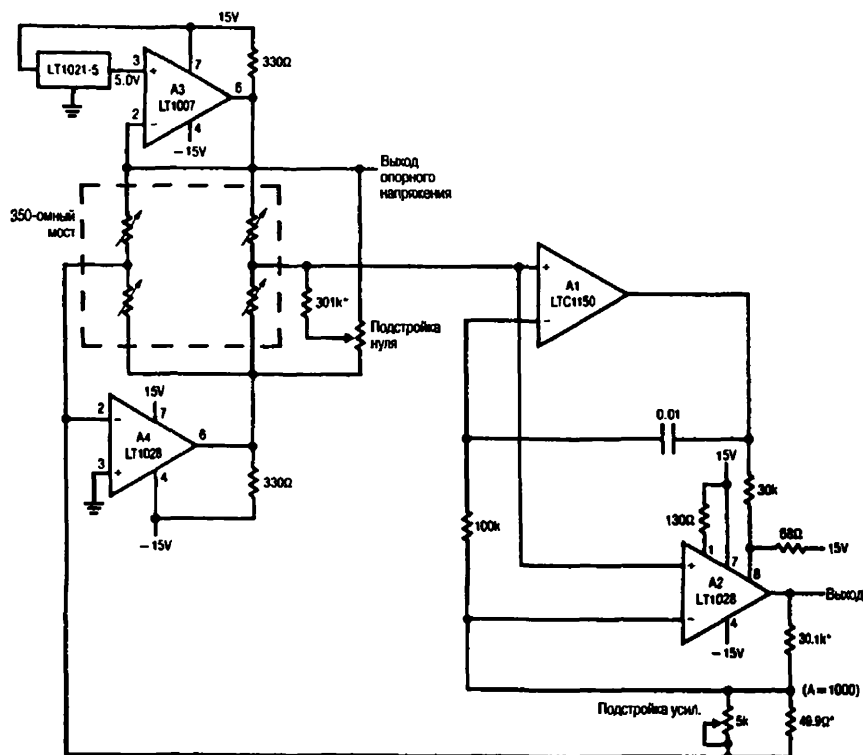 15V
LT1021-5
5.0V
3
+
2
−
A3
LT1007
7
4
−15V
6
330Ω
Выход
опорного
напряжения
350-омный
мост
301k*
Подстройка
нуля
A1
LTC1150
+
−
0.01
15V
2
−
3
+
A4
LT1028
7
4
6
−15V
330Ω
100k
130Ω
15V
30k
68Ω
15V
1
7
8
+
−
A2
LT1028
4
−15V
Выход
30.1k*
(A=1000)
Подстройка усил.
5k
49.9Ω*